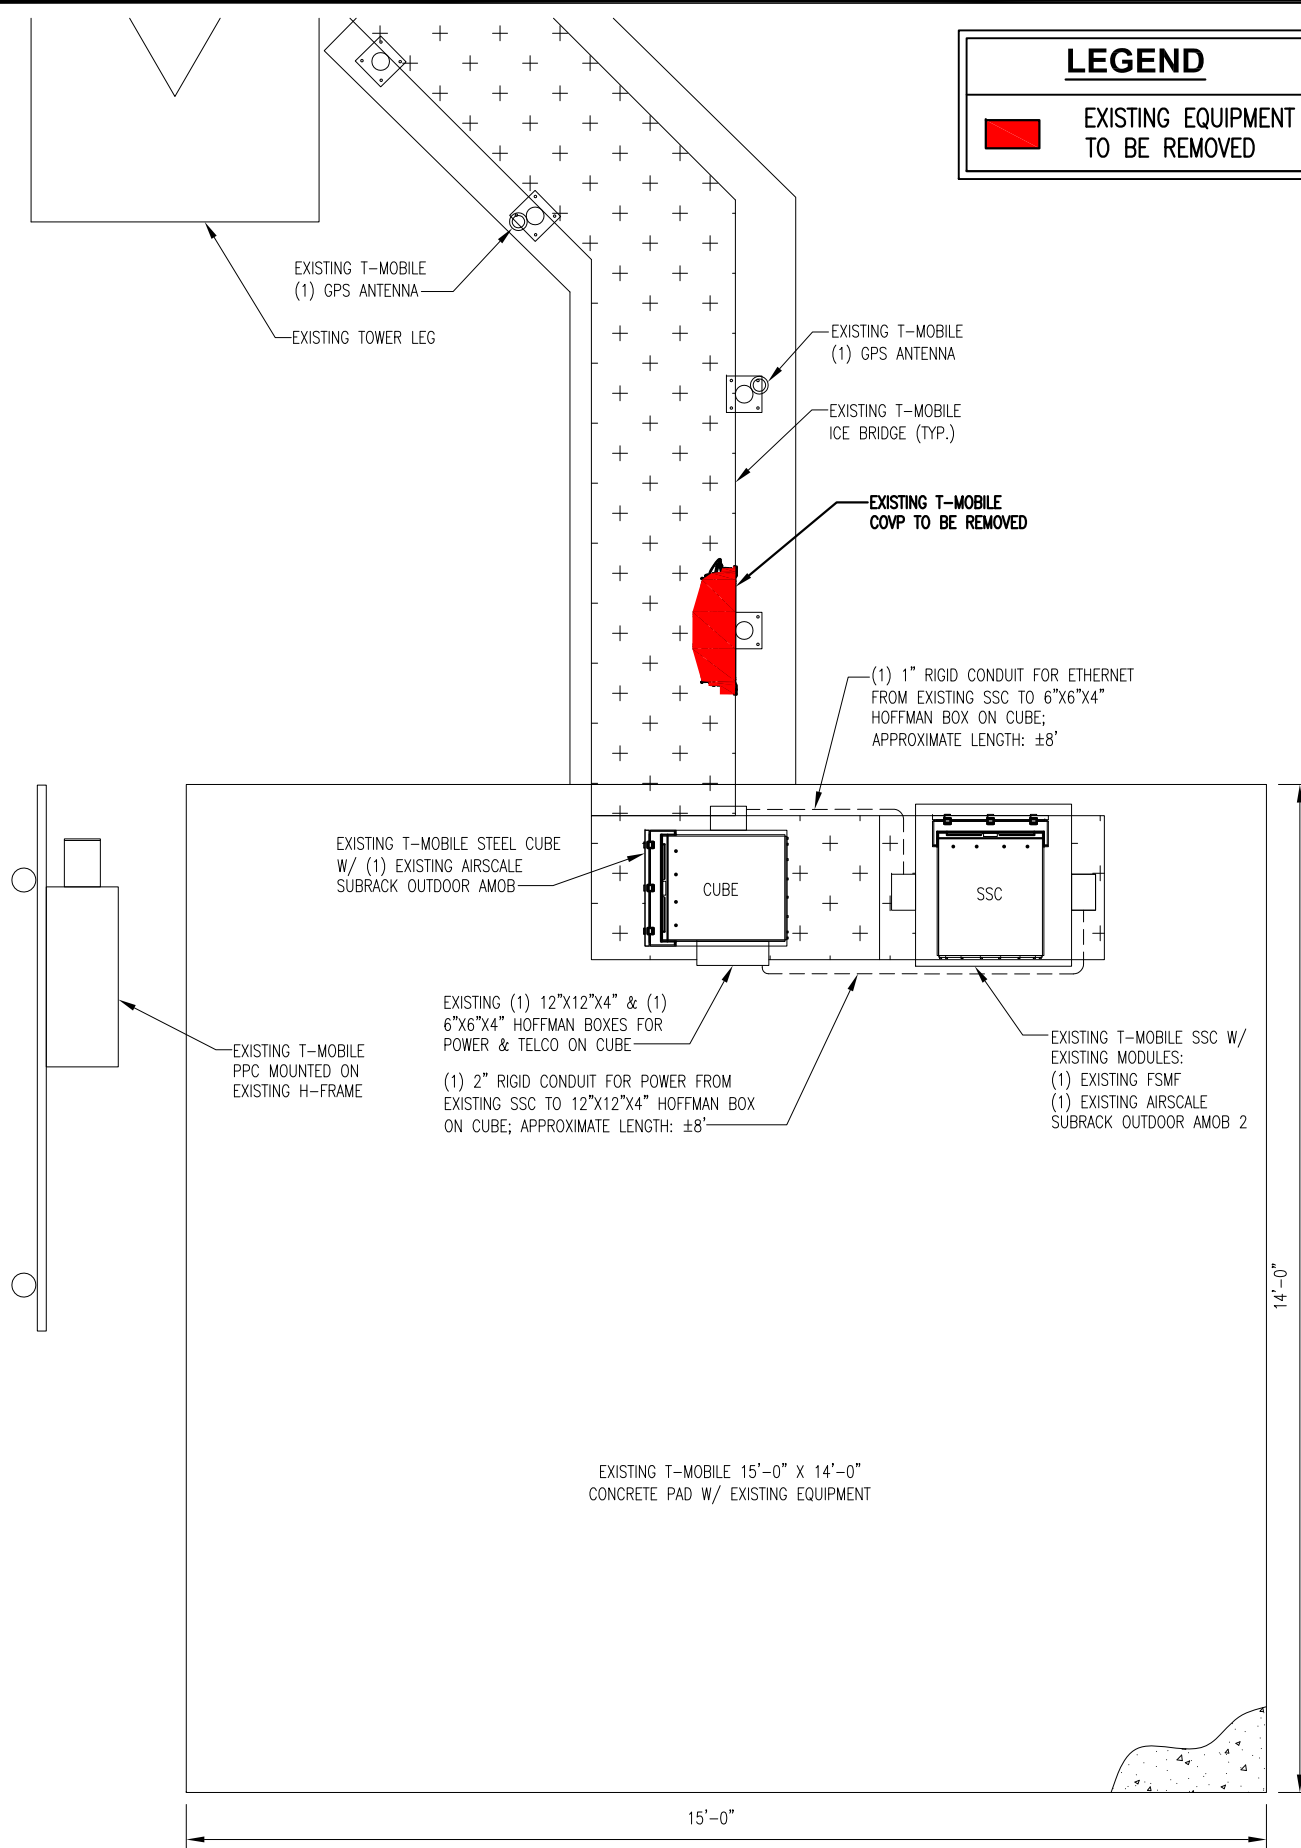 LEGEND
EXISTING EQUIPMENT
TO BE REMOVED
EXISTING T-MOBILE
(1) GPS ANTENNA
EXISTING TOWER LEG
EXISTING T-MOBILE
(1) GPS ANTENNA
EXISTING T-MOBILE
ICE BRIDGE (TYP.)
EXISTING T-MOBILE
COVP TO BE REMOVED
(1) 1" RIGID CONDUIT FOR ETHERNET
FROM EXISTING SSC TO 6"X6"X4"
HOFFMAN BOX ON CUBE;
APPROXIMATE LENGTH: ±8'
EXISTING T-MOBILE STEEL CUBE
W/ (1) EXISTING AIRSCALE
SUBRACK OUTDOOR AMOB
CUBE
SSC
EXISTING (1) 12"X12"X4" & (1)
6"X6"X4" HOFFMAN BOXES FOR
POWER & TELCO ON CUBE
(1) 2" RIGID CONDUIT FOR POWER FROM
EXISTING SSC TO 12"X12"X4" HOFFMAN BOX
ON CUBE; APPROXIMATE LENGTH: ±8'
EXISTING T-MOBILE SSC W/
EXISTING MODULES:
(1) EXISTING FSMF
(1) EXISTING AIRSCALE
SUBRACK OUTDOOR AMOB 2
EXISTING T-MOBILE
PPC MOUNTED ON
EXISTING H-FRAME
14'-0"
EXISTING T-MOBILE 15'-0" X 14'-0"
CONCRETE PAD W/ EXISTING EQUIPMENT
15'-0"